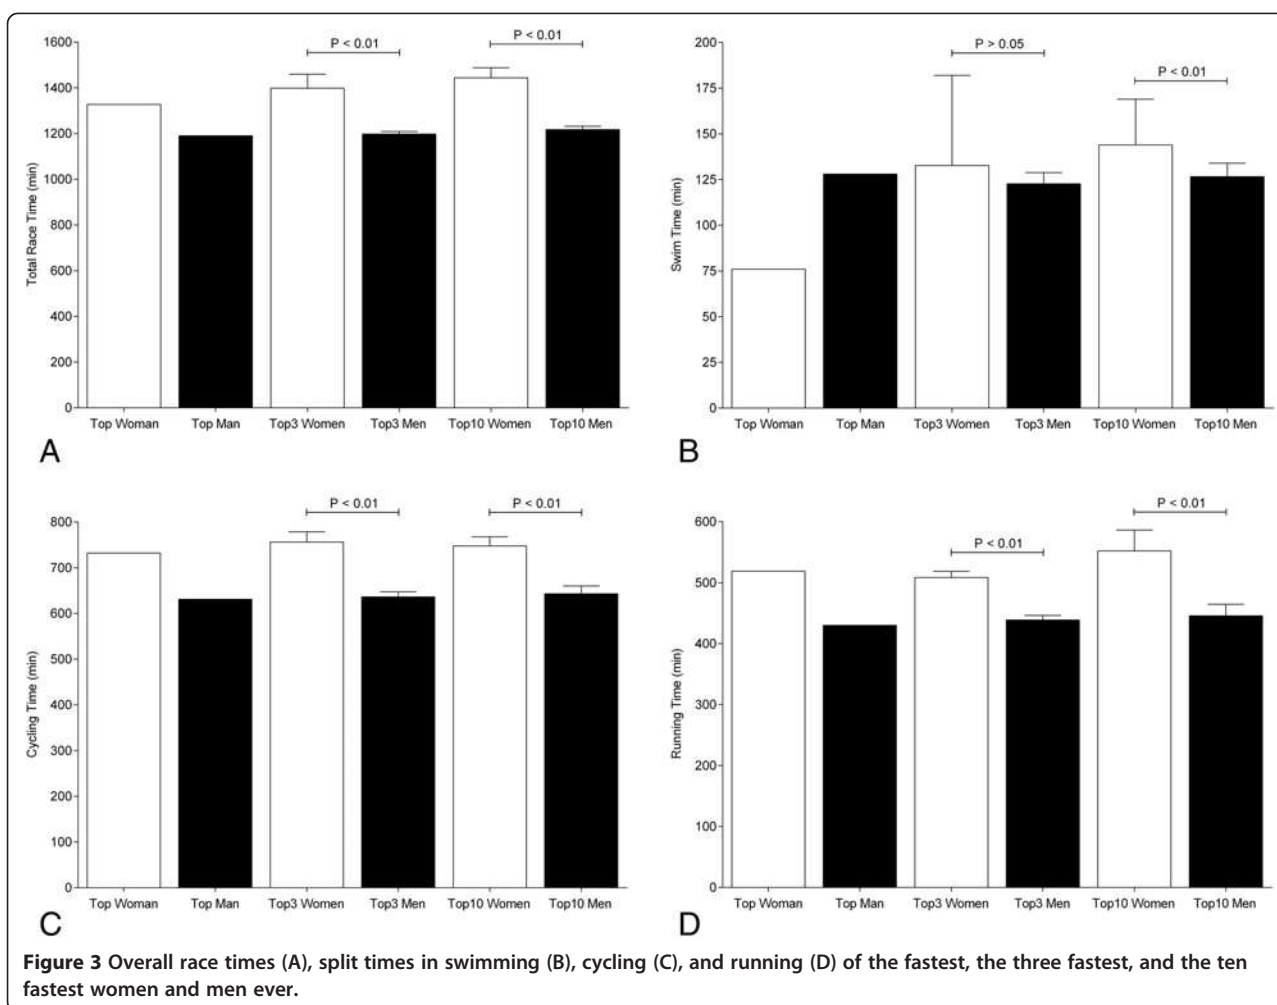 P < 0.01
P < 0.01
1600
1400
1200
1000
800
600
400
200
0
Total Race Time (min)
Top Woman Top Man Top3 Women Top3 Men Top10 Women Top10 Men
A
P > 0.05
P < 0.01
200
175
150
125
100
75
50
25
0
Swim Time (min)
Top Woman Top Man Top3 Women Top3 Men Top10 Women Top10 Men
B
P < 0.01 P < 0.01
800
700
600
500
400
300
200
100
0
Cycling Time (min)
Top Woman Top Man Top3 Women Top3 Men Top10 Women Top10 Men
C
P < 0.01
P < 0.01
600
500
400
300
200
100
0
Running Time (min)
Top Woman Top Man Top3 Women Top3 Men Top10 Women Top10 Men
D
Figure 3 Overall race times (A), split times in swimming (B), cycling (C), and running (D) of the fastest, the three fastest, and the ten
fastest women and men ever.